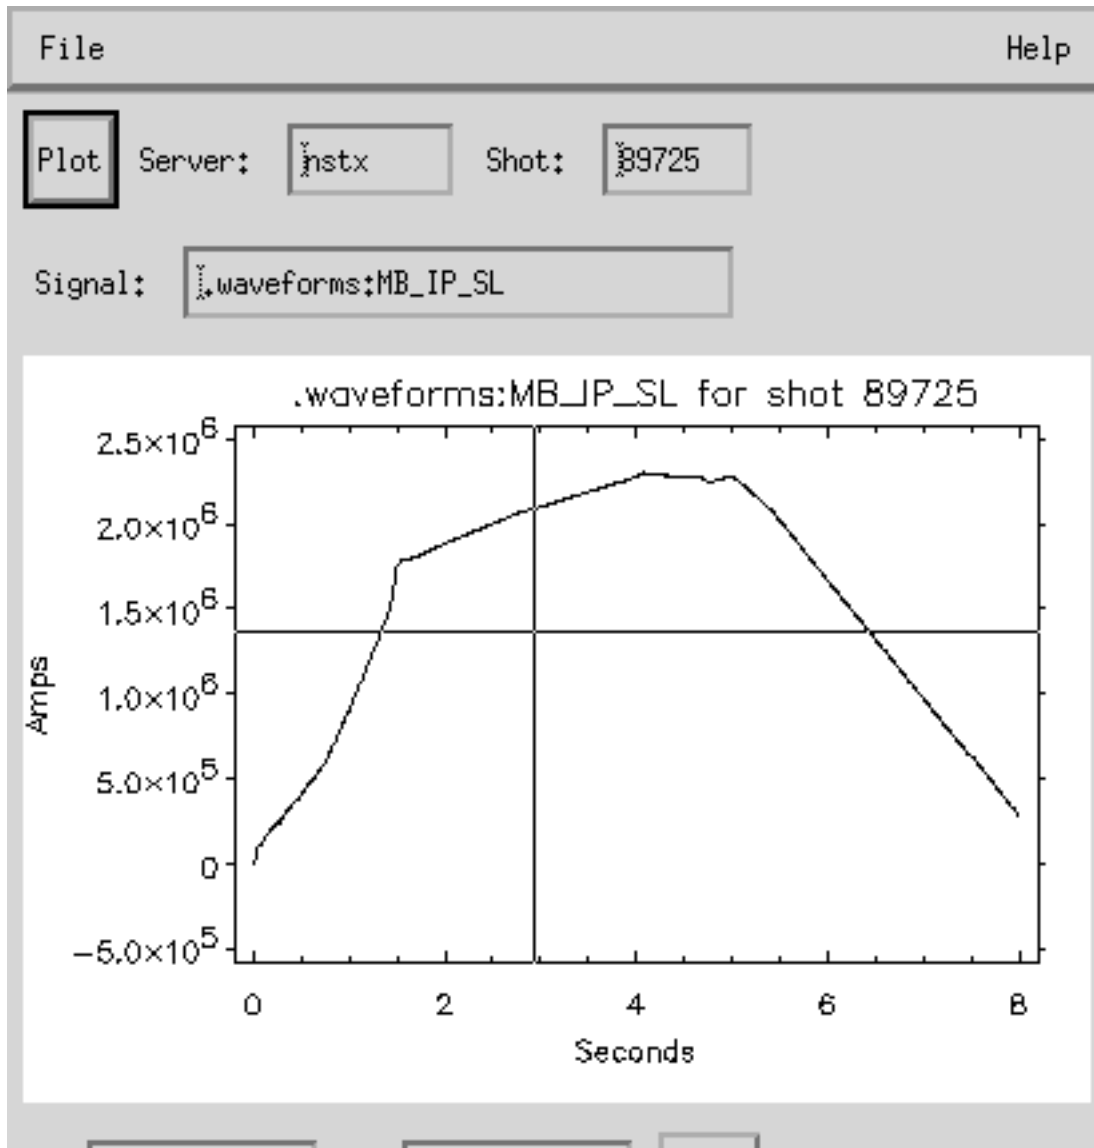 File Help
Plot Server: nstx Shot: 89725
Signal: .waveforms:MB_IP_SL
.waveforms:MB_IP_SL for shot 89725
2.5×10⁶
2.0×10⁶
1.5×10⁶
1.0×10⁶
5.0×10⁵
0
−5.0×10⁵
Amps
0 2 4 6 8
Seconds